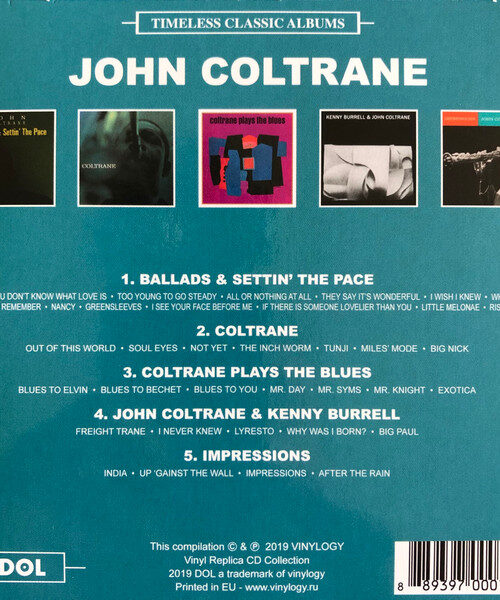 TIMELESS CLASSIC ALBUMS
JOHN COLTRANE
JOHN
Settin' The Pace
COLTRANE
coltrane plays the blues
KENNY BURRELL & JOHN COLTRANE
1. BALLADS & SETTIN' THE PACE
U DON'T KNOW WHAT LOVE IS • TOO YOUNG TO GO STEADY • ALL OR NOTHING AT ALL • THEY SAY IT'S WONDERFUL • I WISH I KNEW •
REMEMBER • NANCY • GREENSLEEVES • I SEE YOUR FACE BEFORE ME • IF THERE IS SOMEONE LOVELIER THAN YOU • LITTLE MELONAE •
2. COLTRANE
OUT OF THIS WORLD • SOUL EYES • NOT YET • THE INCH WORM • TUNJI • MILES' MODE • BIG NICK
3. COLTRANE PLAYS THE BLUES
BLUES TO ELVIN • BLUES TO BECHET • BLUES TO YOU • MR. DAY • MR. SYMS • MR. KNIGHT • EXOTICA
4. JOHN COLTRANE & KENNY BURRELL
FREIGHT TRANE • I NEVER KNEW • LYRESTO • WHY WAS I BORN? • BIG PAUL
5. IMPRESSIONS
INDIA • UP 'GAINST THE WALL • IMPRESSIONS • AFTER THE RAIN
This compilation © & ℗ 2019 VINYLOGY
Vinyl Replica CD Collection
2019 DOL a trademark of vinylogy
Printed in EU - www.vinylogy.ru
DOL
8 89397 000